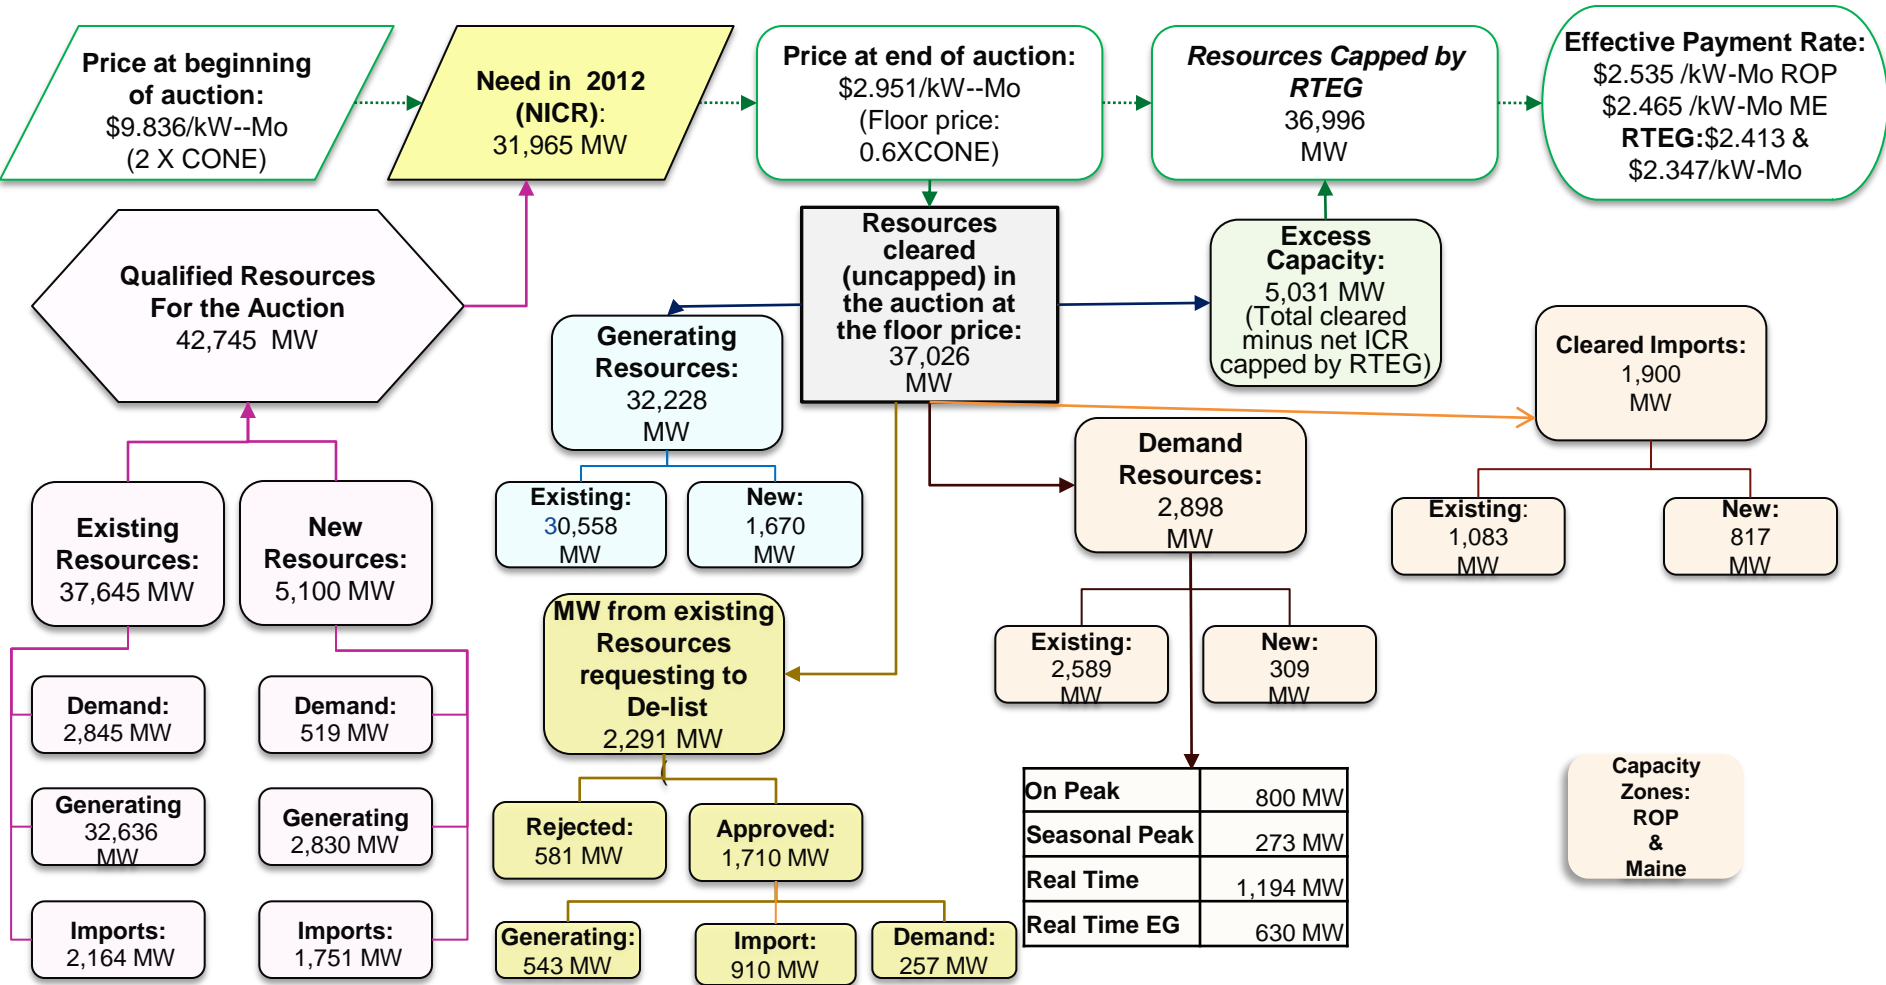 Price at beginning
of auction:
$9.836/kW--Mo
(2 X CONE)
Need in 2012
(NICR):
31,965 MW
Price at end of auction:
$2.951/kW--Mo
(Floor price:
0.6XCONE)
Resources Capped by
RTEG
36,996
MW
Effective Payment Rate:
$2.535 /kW-Mo ROP
$2.465 /kW-Mo ME
RTEG:$2.413 &
$2.347/kW-Mo
Qualified Resources
For the Auction
42,745 MW
Resources
cleared
(uncapped) in
the auction at
the floor price:
37,026
MW
Excess
Capacity:
5,031 MW
(Total cleared
minus net ICR
capped by RTEG)
Generating
Resources:
32,228
MW
Cleared Imports:
1,900
MW
Demand
Resources:
2,898
MW
Existing
Resources:
37,645 MW
New
Resources:
5,100 MW
Existing:
30,558
MW
New:
1,670
MW
Existing:
1,083
MW
New:
817
MW
MW from existing
Resources
requesting to
De-list
2,291 MW
(
Existing:
2,589
MW
New:
309
MW
Demand:
2,845 MW
Demand:
519 MW
Generating
32,636
MW
Generating
2,830 MW
Imports:
2,164 MW
Imports:
1,751 MW
Rejected:
581 MW
Approved:
1,710 MW
Generating:
543 MW
Import:
910 MW
Demand:
257 MW
On Peak 800 MW
Seasonal Peak 273 MW
Real Time 1,194 MW
Real Time EG 630 MW
Capacity
Zones:
ROP
&
Maine